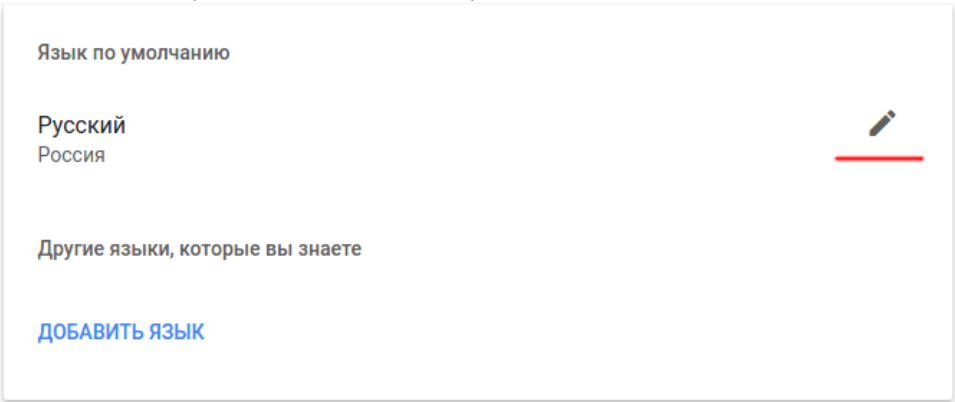 Язык по умолчанию
Русский
Россия
Другие языки, которые вы знаете
ДОБАВИТЬ ЯЗЫК